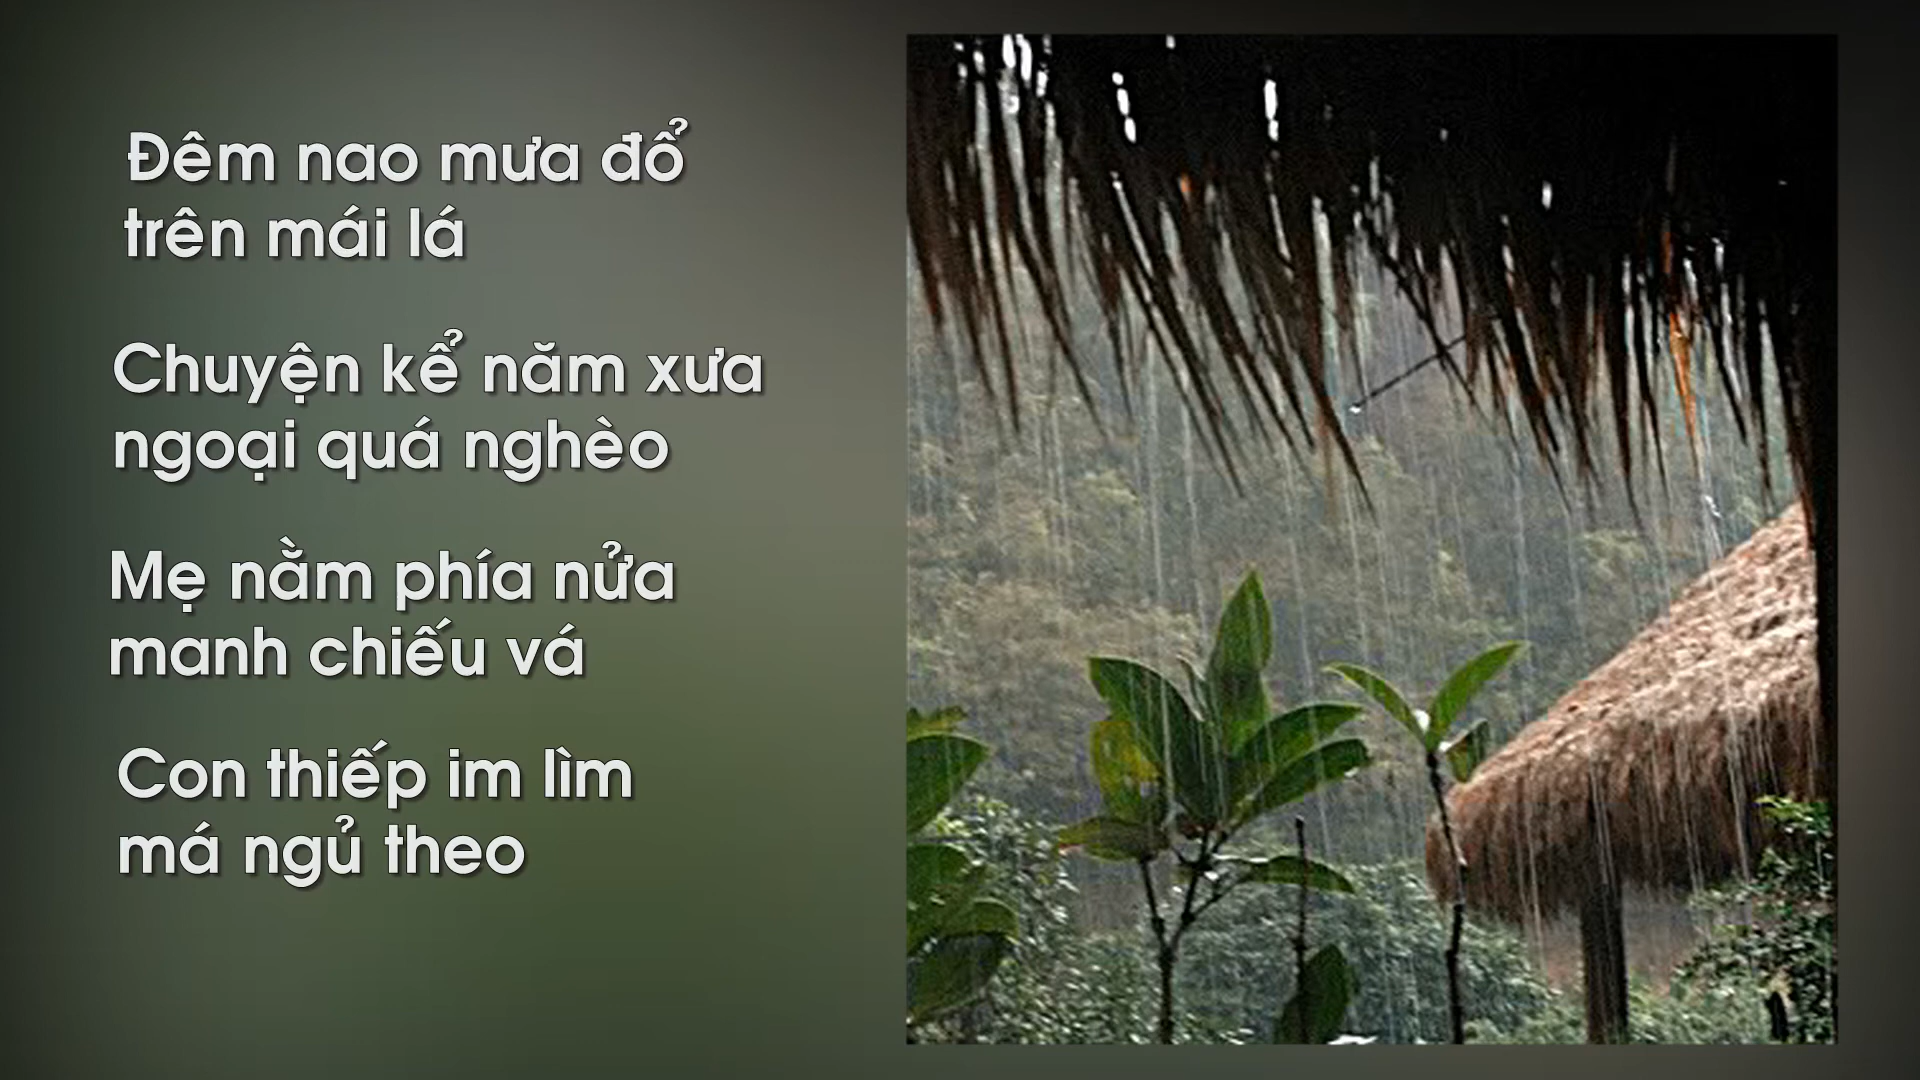 Đêm nao mưa đổ
trên mái lá
Chuyện kể năm xưa
ngoại quá nghèo
Mẹ nằm phía nửa
manh chiếu vá
Con thiếp im lìm
má ngủ theo